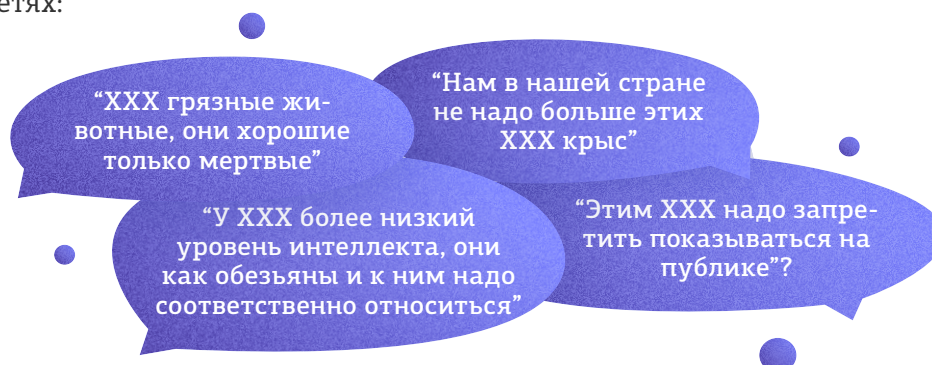 етях:
“ХХХ грязные жи-
вотные, они хорошие
только мертвые”
“Нам в нашей стране
не надо больше этих
ХХХ крыс”
“У ХХХ более низкий
уровень интеллекта, они
как обезьяны и к ним надо
соответственно относиться”
“Этим ХХХ надо запре-
тить показываться на
публике”?